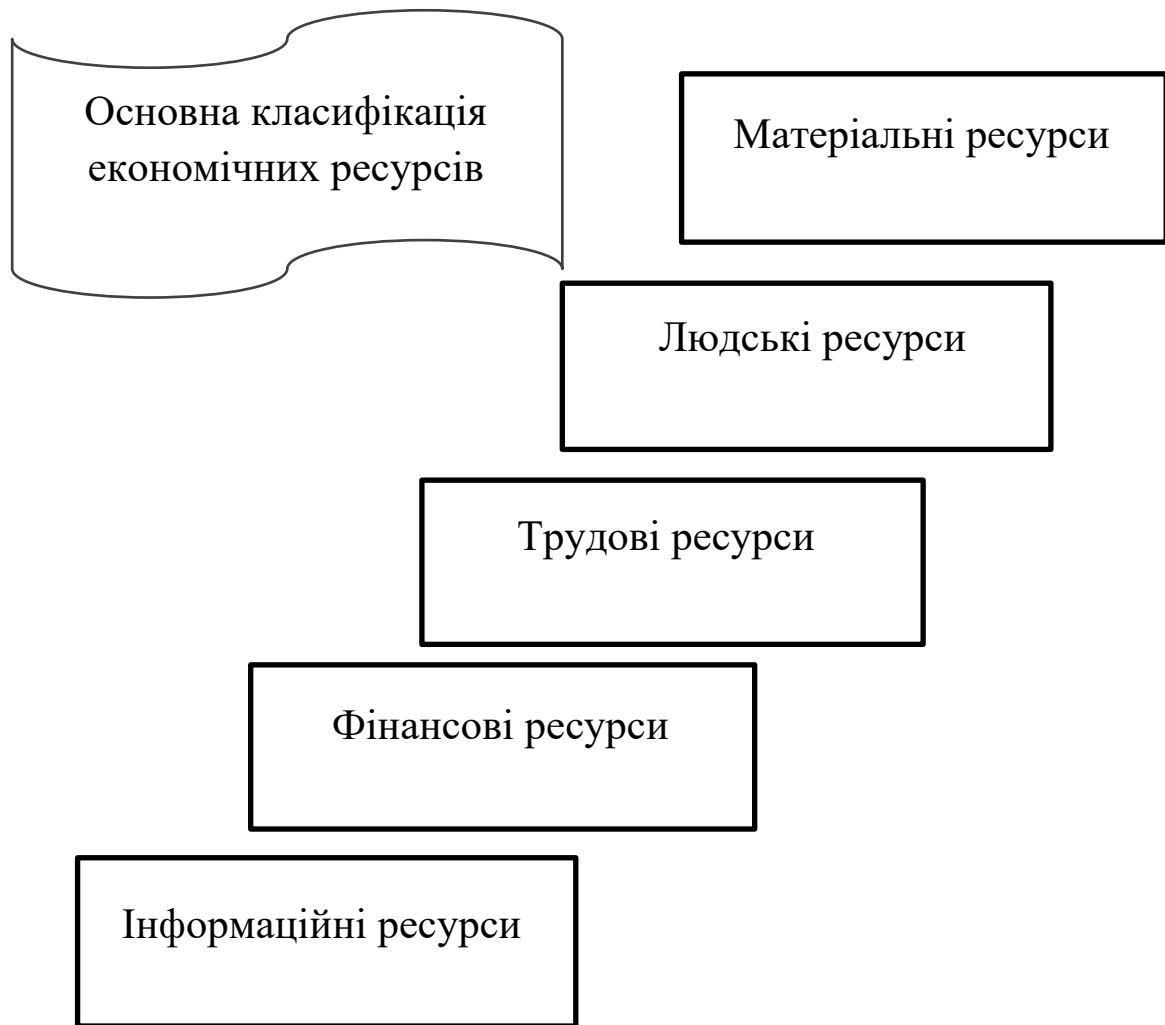 Основна класифікація
економічних ресурсів
Матеріальні ресурси
Людські ресурси
Трудові ресурси
Фінансові ресурси
Інформаційні ресурси